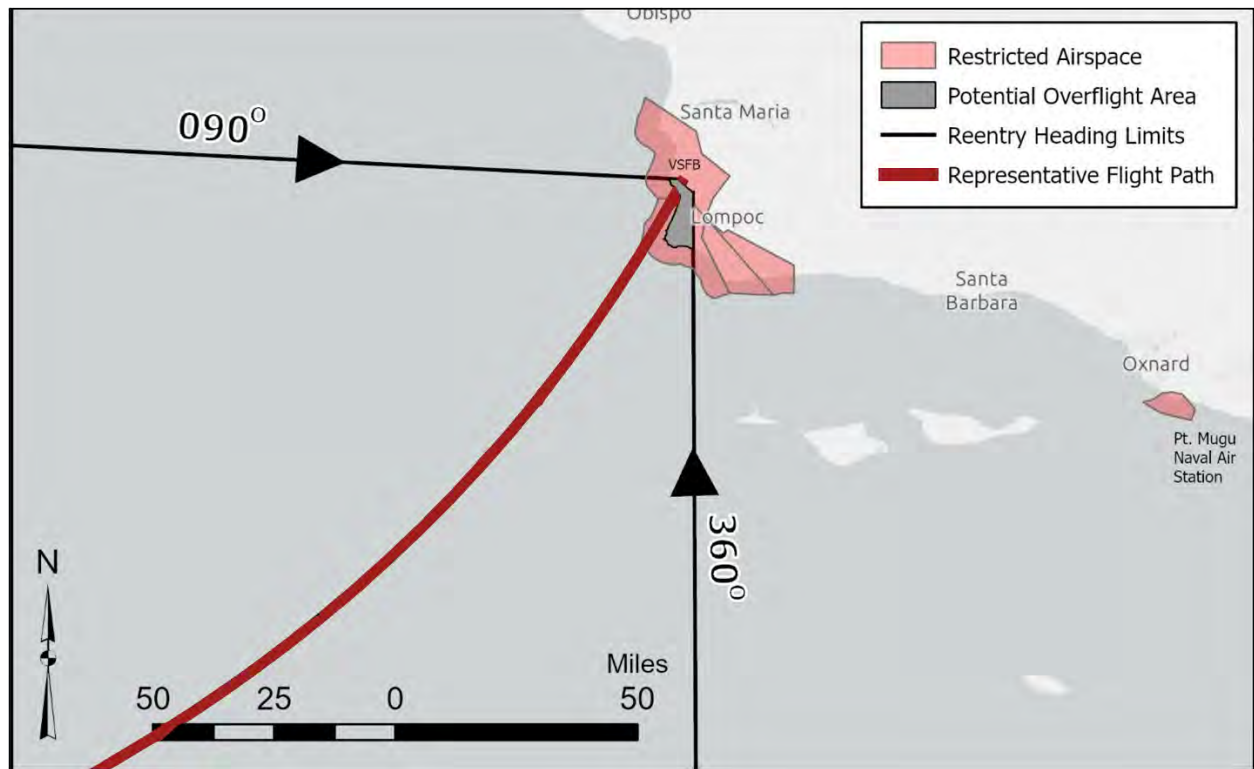 Obispo
Restricted Airspace
Potential Overflight Area
Reentry Heading Limits
Representative Flight Path
Santa Maria
090°
VSFB
Lompoc
Santa
Barbara
Oxnard
Pt. Mugu
Naval Air
Station
360°
N
Miles
50 25 0 50